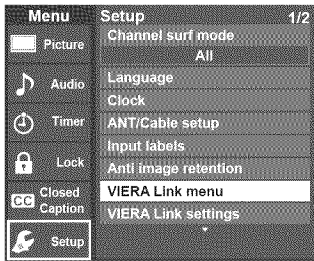 Menu
Picture
Audio
Timer
Lock
CC Closed
Caption
Setup
Setup 1/2
Channel surf mode
All
Language
Clock
ANT/Cable setup
Input labels
Anti image retention
VIERA Link menu
VIERA Link settings